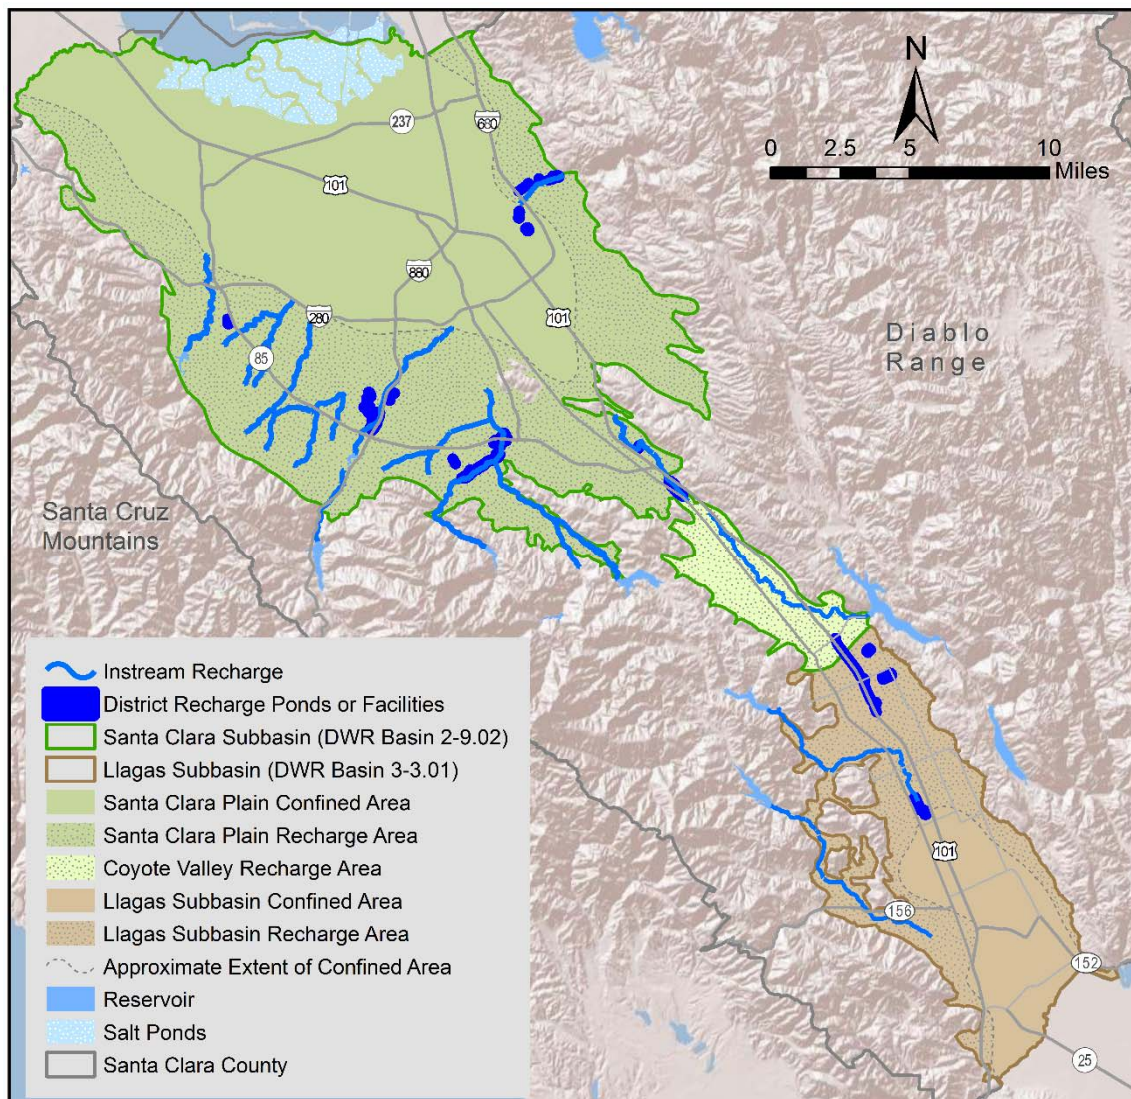 N
0 2.5 5 10
Miles
237
680
101
880
280
101
85
Diablo
Range
Santa Cruz
Mountains
101
156
152
25
Instream Recharge
District Recharge Ponds or Facilities
Santa Clara Subbasin (DWR Basin 2-9.02)
Llagas Subbasin (DWR Basin 3-3.01)
Santa Clara Plain Confined Area
Santa Clara Plain Recharge Area
Coyote Valley Recharge Area
Llagas Subbasin Confined Area
Llagas Subbasin Recharge Area
Approximate Extent of Confined Area
Reservoir
Salt Ponds
Santa Clara County